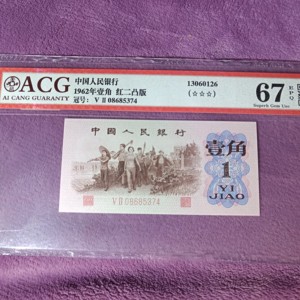 ACG
AI CANG GUARANTY
中国人民银行
1962年壹角 红二凸版
冠号: V II 08685374
13060126
(☆☆☆)
67 EPQ
Superb Gem Unc
中国人民银行
壹角
1
YI
JIAO
V II 08685374